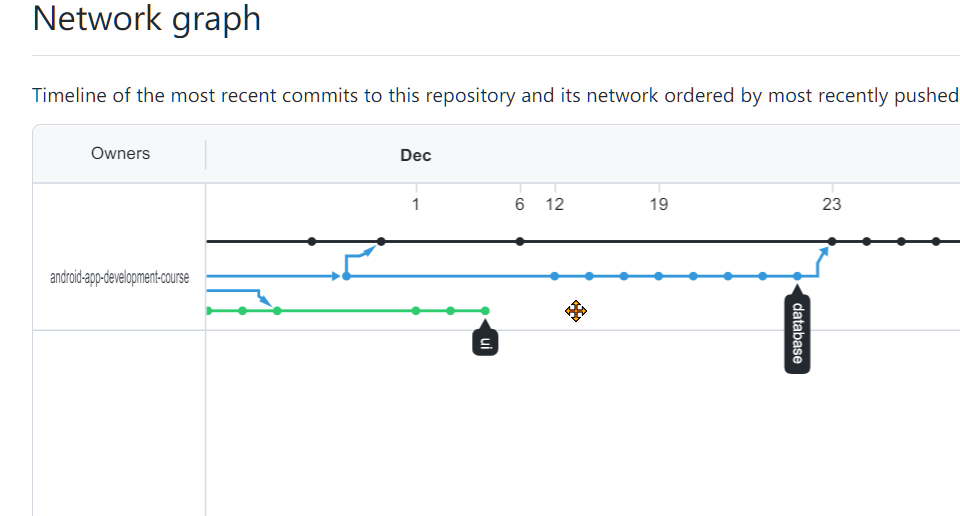 Network graph
Timeline of the most recent commits to this repository and its network ordered by most recently pushed
Owners
Dec
1
6
12
19
23
android-app-development-course
ui
database